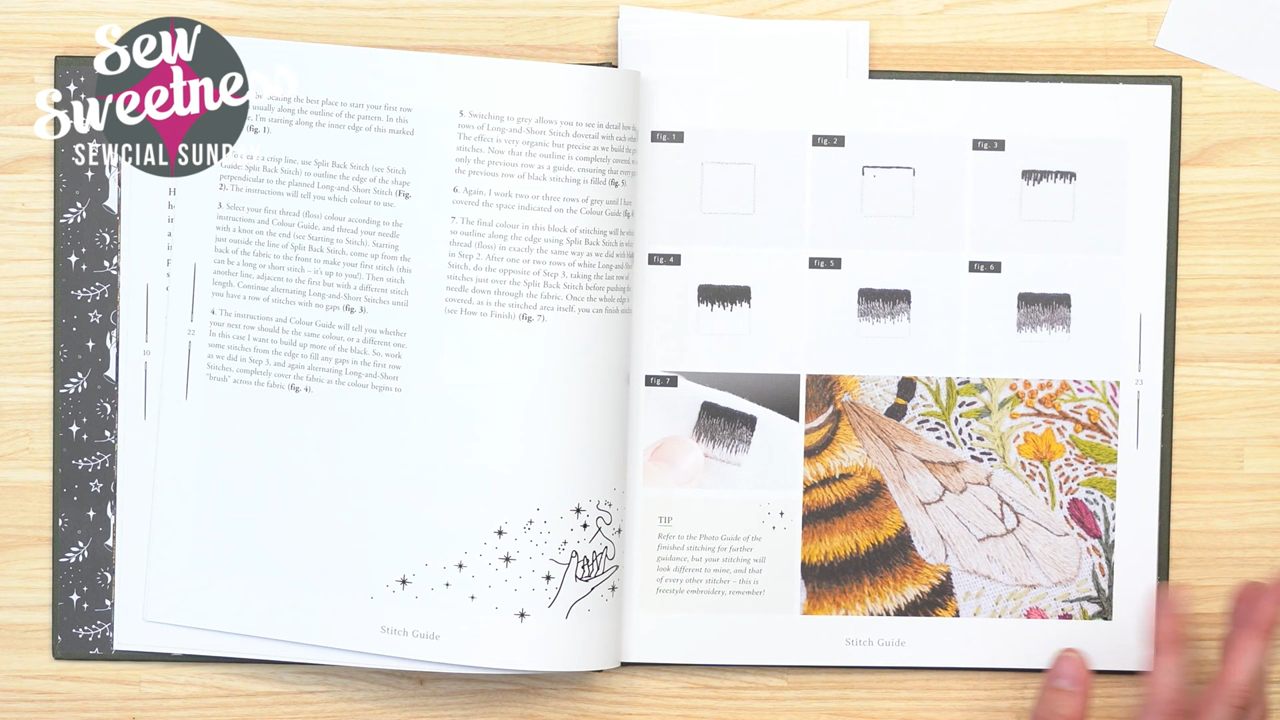 Sew
Sweetness
SEWCIAL SUNDAY
the best place to start your first row
usually along the outline of the pattern. In this
I'm starting along the inner edge of this marked
(fig. 1).
a crisp line, use Split Back Stitch (see Stitch
Guide: Split Back Stitch) to outline the edge of the shape
perpendicular to the planned Long-and-Short Stitch (Fig.
2). The instructions will tell you which colour to use.
3. Select your first thread (floss) colour according to the
instructions and Colour Guide, and thread your needle
with a knot on the end (see Starting to Stitch). Starting
just outside the line of Split Back Stitch, come up from the
back of the fabric to the front to make your first stitch (this
can be a long or short stitch – it's up to you!). Then stitch
another line, adjacent to the first but with a different stitch
length. Continue alternating Long-and-Short Stitches until
you have a row of stitches with no gaps (fig. 3).
4. The instructions and Colour Guide will tell you whether
your next row should be the same colour, or a different one.
In this case I want to build up more of the black. So, work
some stitches from the edge to fill any gaps in the first row
as we did in Step 3, and again alternating Long-and-Short
Stitches, completely cover the fabric as the colour begins to
"brush" across the fabric (fig. 4).
5. Switching to grey allows you to see in detail how
rows of Long-and-Short Stitch dovetail with each
The effect is very organic but precise as we build the
stitches. Now that the outline is completely covered,
only the previous row as a guide, ensuring that every
the previous row of black stitching is filled (fig. 5).
6. Again, I work two or three rows of grey until I have
covered the space indicated on the Colour Guide
7. The final colour in this block of stitching will be
so outline along the edge using Split Back Stitch in
thread (floss) in exactly the same way as we did with
in Step 2. After one or two rows of white Long-and-
Stitch, do the opposite of Step 3, taking the last row of
stitches just over the Split Back Stitch before pushing
needle down through the fabric. Once the whole edge is
covered, as is the stitched area itself, you can finish
(see How to Finish) (fig. 7).
10
22
Stitch Guide
fig. 1
fig. 2
fig. 3
fig. 4
fig. 5
fig. 6
fig. 7
TIP
Refer to the Photo Guide of the
finished stitching for further
guidance, but your stitching will
look different to mine, and that
of every other stitcher – this is
freestyle embroidery, remember!
23
Stitch Guide